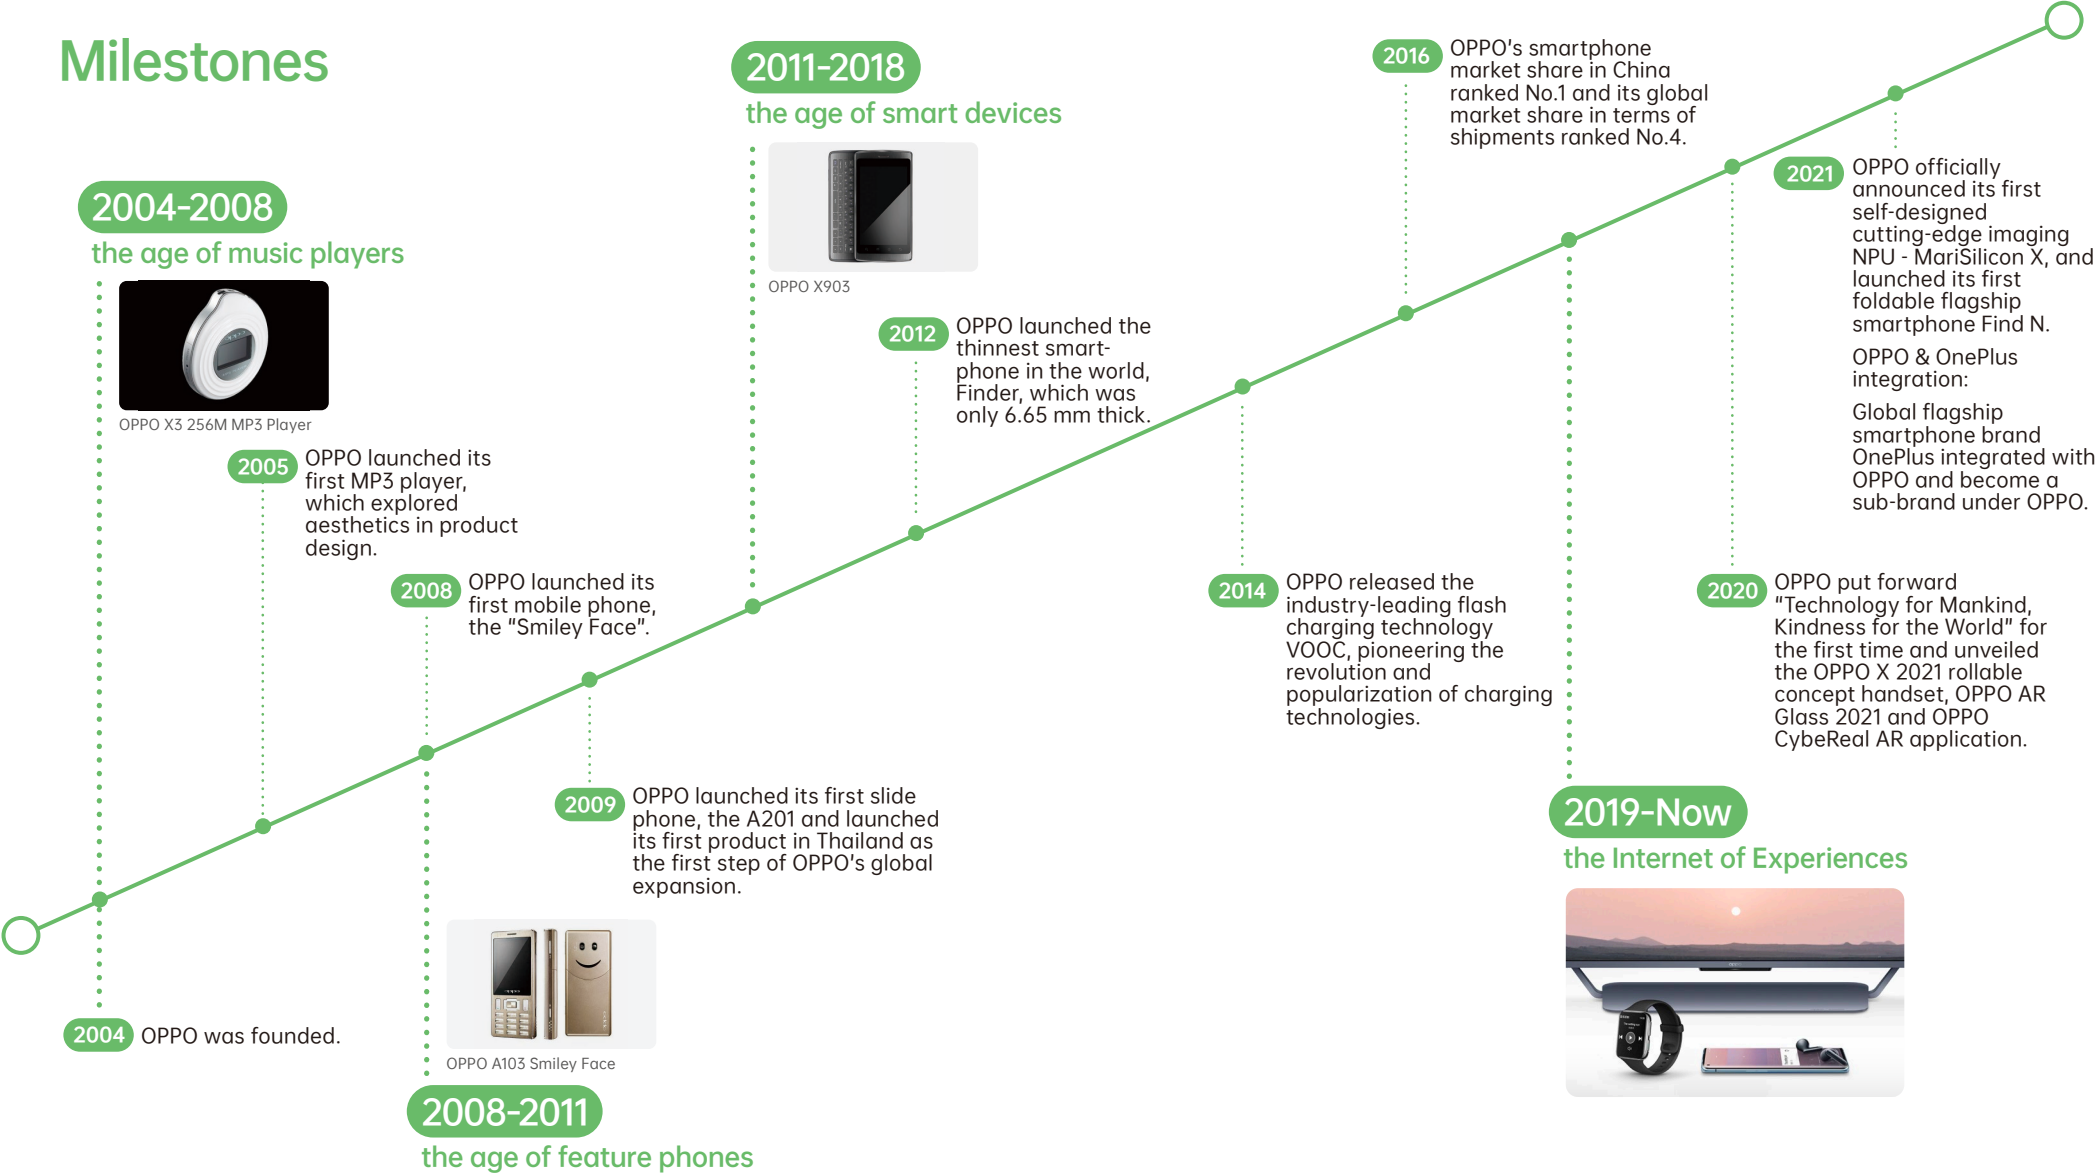 Milestones
2004-2008
the age of music players
OPPO X3 256M MP3 Player
2004
OPPO was founded.
2005
OPPO launched its
first MP3 player,
which explored
aesthetics in product
design.
2008
OPPO launched its
first mobile phone,
the “Smiley Face”.
OPPO A103 Smiley Face
2008-2011
the age of feature phones
2009
OPPO launched its first slide
phone, the A201 and launched
its first product in Thailand as
the first step of OPPO's global
expansion.
2011-2018
the age of smart devices
OPPO X903
2012
OPPO launched the
thinnest smart-
phone in the world,
Finder, which was
only 6.65 mm thick.
2014
OPPO released the
industry-leading flash
charging technology
VOOC, pioneering the
revolution and
popularization of charging
technologies.
2016
OPPO's smartphone
market share in China
ranked No.1 and its global
market share in terms of
shipments ranked No.4.
2019-Now
the Internet of Experiences
2020
OPPO put forward
“Technology for Mankind,
Kindness for the World” for
the first time and unveiled
the OPPO X 2021 rollable
concept handset, OPPO AR
Glass 2021 and OPPO
CybeReal AR application.
2021
OPPO officially
announced its first
self-designed
cutting-edge imaging
NPU - MariSilicon X, and
launched its first
foldable flagship
smartphone Find N.
OPPO & OnePlus
integration:
Global flagship
smartphone brand
OnePlus integrated with
OPPO and become a
sub-brand under OPPO.